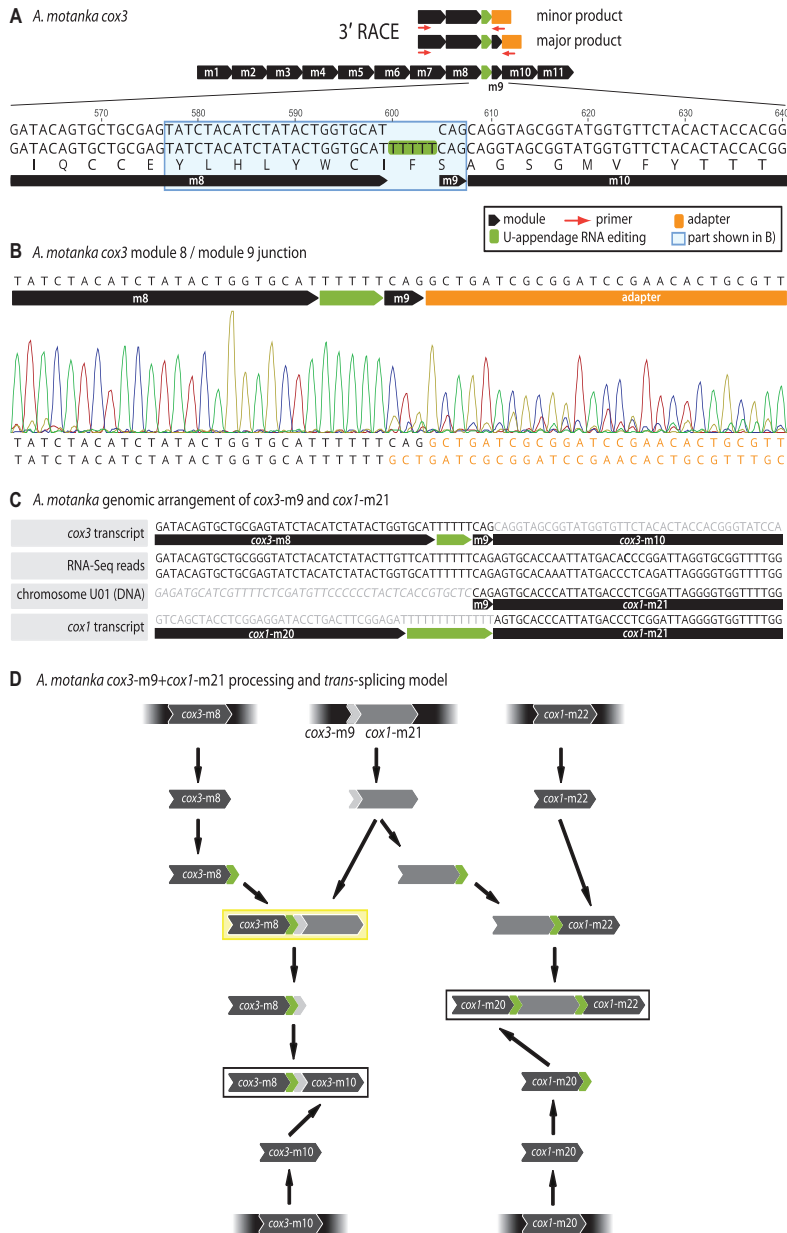 A A. motanka cox3
3′ RACE
minor product
major product
m1 m2 m3 m4 m5 m6 m7 m8 m10 m11
m9
570 580 590 600 610 620 630 640
GATACAGTGCTGCGAGTATCTACATCTATACTGGTGCAT CAGCAGGTAGCGGTATGGTGTTCTACACTACCACGG
GATACAGTGCTGCGAGTATCTACATCTATACTGGTGCATTTTTTCAGCAGGTAGCGGTATGGTGTTCTACACTACCACGG
I Q C C E Y L H L Y W C I F S A G S G M V F Y T T T
m8 m9 m10
module primer adapter
U-appendage RNA editing part shown in B)
B A. motanka cox3 module 8 / module 9 junction
T A T C T A C A T C T A T A C T G G T G C A T T T T T T C A G G C T G A T C G C G G A T C C G A A C A C T G C G T T
m8 m9 adapter
T A T C T A C A T C T A T A C T G G T G C A T T T T T T C A G G C T G A T C G C G G A T C C G A A C A C T G C G T T
T A T C T A C A T C T A T A C T G G T G C A T T T T T T G C T G A T C G C G G A T C C G A A C A C T G C G T T T G C
C A. motanka genomic arrangement of cox3-m9 and cox1-m21
cox3 transcript GATACAGTGCTGCGAGTATCTACATCTATACTGGTGCATTTTTTCAGCAGGTAGCGGTATGGTGTTCTACACTACCACGGGTATCCA
cox3-m8 m9 cox3-m10
RNA-Seq reads GATACAGTGCTGCGGGTATCTACATCTATACTTGTTCATTTTTTCAGAGTGCACCAATTATGACACCCGGATTAGGTGCGGTTTTGG
GATACAGTGCTGCGAGTATCTACATCTATACTGGTGCATTTTTTCAGAGTGCACAAATTATGACCCTCAGATTAGGGGTGGTTTTGG
chromosome U01 (DNA) GAGATGCATCGTTTTCTCGATGTTCCCCCCTACTCACCGTGCTCCAGAGTGCACCCATTATGACCCTCGGATTAGGGGTGGTTTTGG
m9 cox1-m21
cox1 transcript GTCAGCTACCTCGGAGGATACCTGACTTCGGAGATTTTTTTTTTTTTTTTAGTGCACCCATTATGACCCTCGGATTAGGGGTGGTTTTGG
cox1-m20 cox1-m21
D A. motanka cox3-m9+cox1-m21 processing and trans-splicing model
cox3-m8 cox1-m22
cox3-m9 cox1-m21
cox3-m8 cox1-m22
cox3-m8
cox3-m8 cox1-m22
cox3-m8 cox1-m20 cox1-m22
cox3-m8 cox3-m10 cox1-m20
cox3-m10 cox1-m20
cox3-m10 cox1-m20